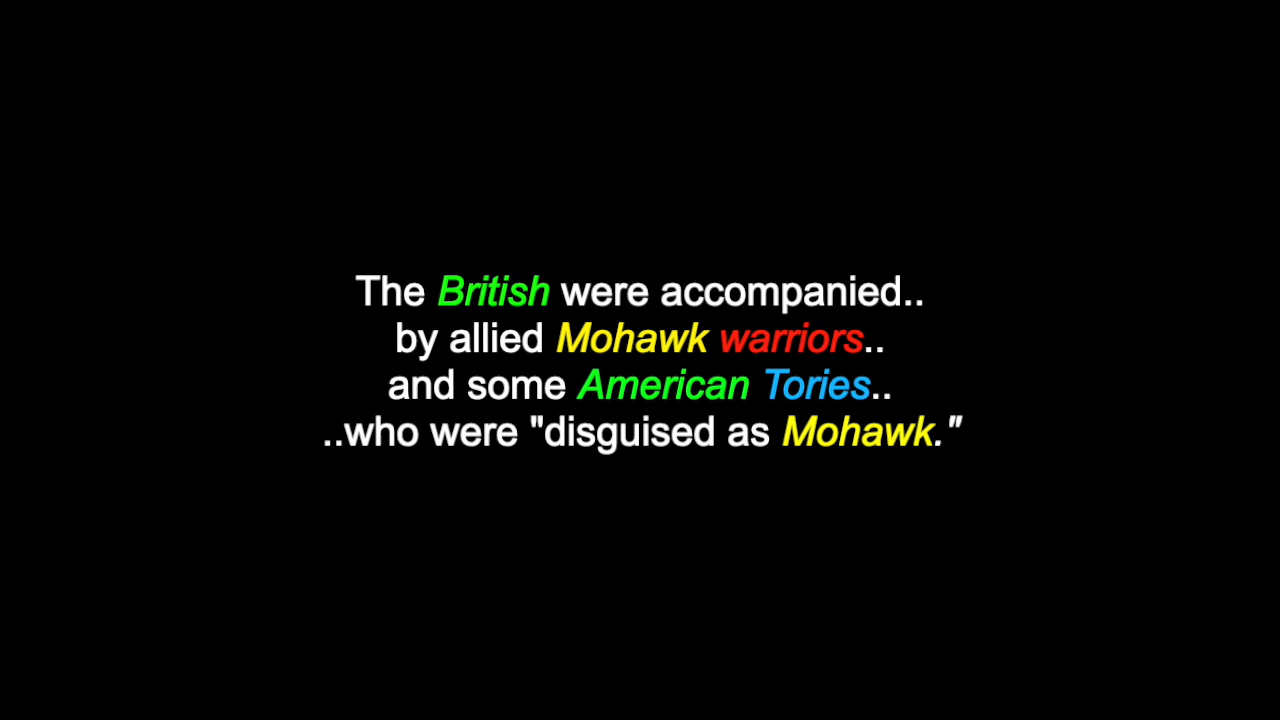 The British were accompanied..
by allied Mohawk warriors..
and some American Tories..
..who were "disguised as Mohawk."